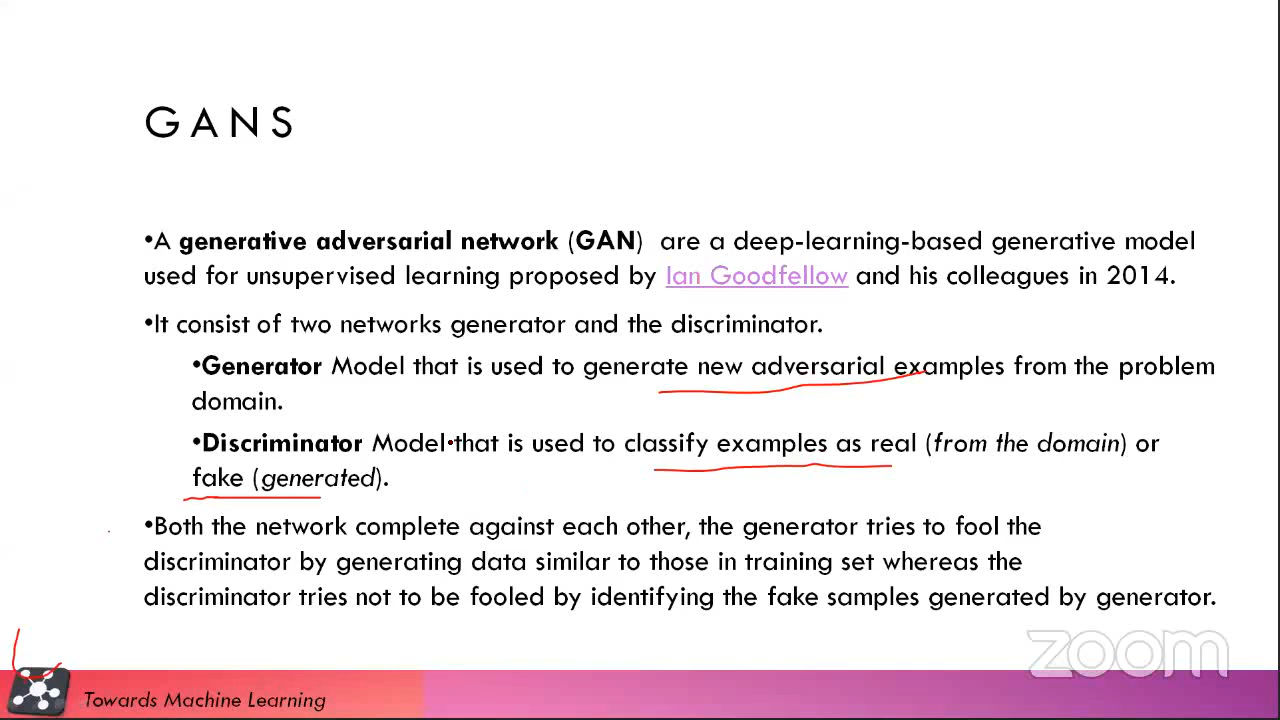 GANS
•A generative adversarial network (GAN)  are a deep-learning-based generative model
used for unsupervised learning proposed by Ian Goodfellow and his colleagues in 2014.
•It consist of two networks generator and the discriminator.
•Generator Model that is used to generate new adversarial examples from the problem
domain.
•Discriminator Model that is used to classify examples as real (from the domain) or
fake (generated).
•Both the network complete against each other, the generator tries to fool the
discriminator by generating data similar to those in training set whereas the
discriminator tries not to be fooled by identifying the fake samples generated by generator.
zoom
Towards Machine Learning